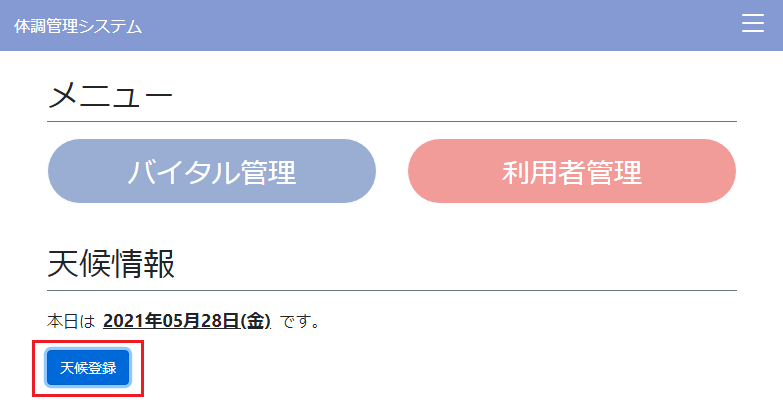 体調管理システム
メニュー
バイタル管理
利用者管理
天候情報
本日は 2021年05月28日(金) です。
天候登録